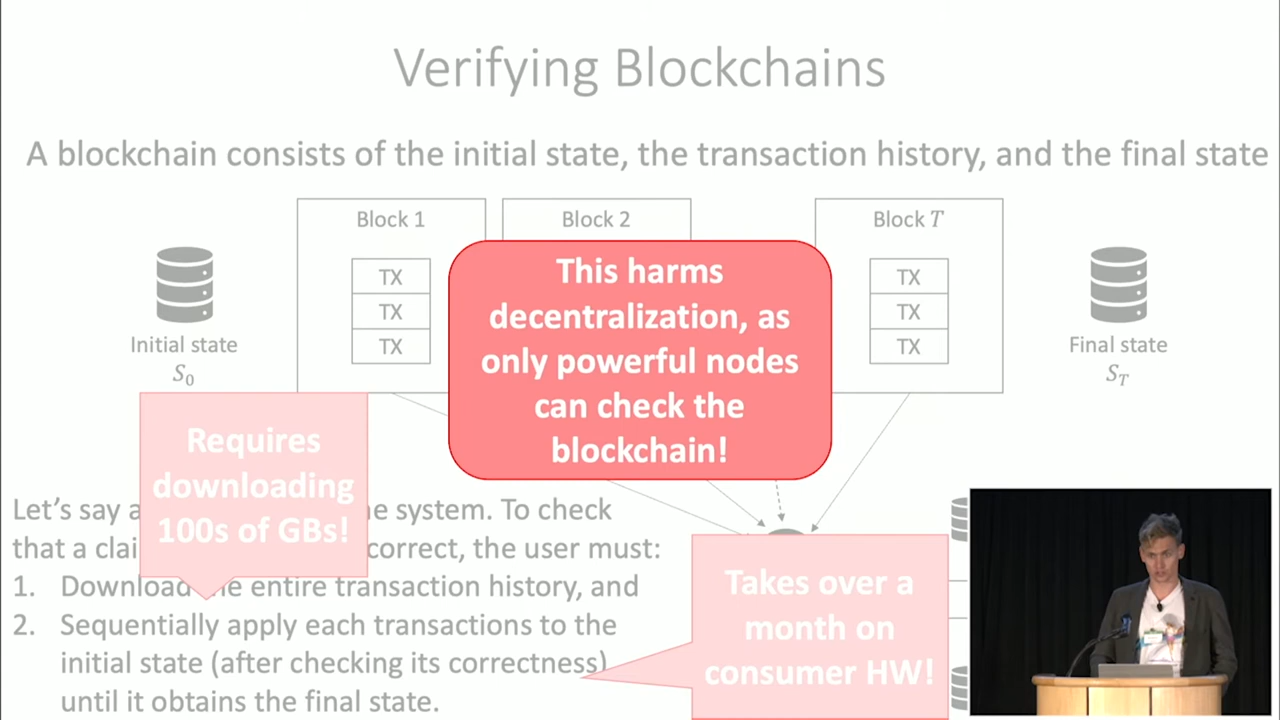 Verifying Blockchains
A blockchain consists of the initial state, the transaction history, and the final state
Block 1
Block 2
Block T
TX
TX
TX
TX
TX
TX
Initial state
S₀
Final state
S_T
This harms
decentralization, as
only powerful nodes
can check the
blockchain!
Requires
downloading
100s of GBs!
Let's say a
e system. To check
that a clai
correct, the user must:
1. Download the entire transaction history, and
2. Sequentially apply each transactions to the
initial state (after checking its correctness)
until it obtains the final state.
Takes over a
month on
consumer HW!